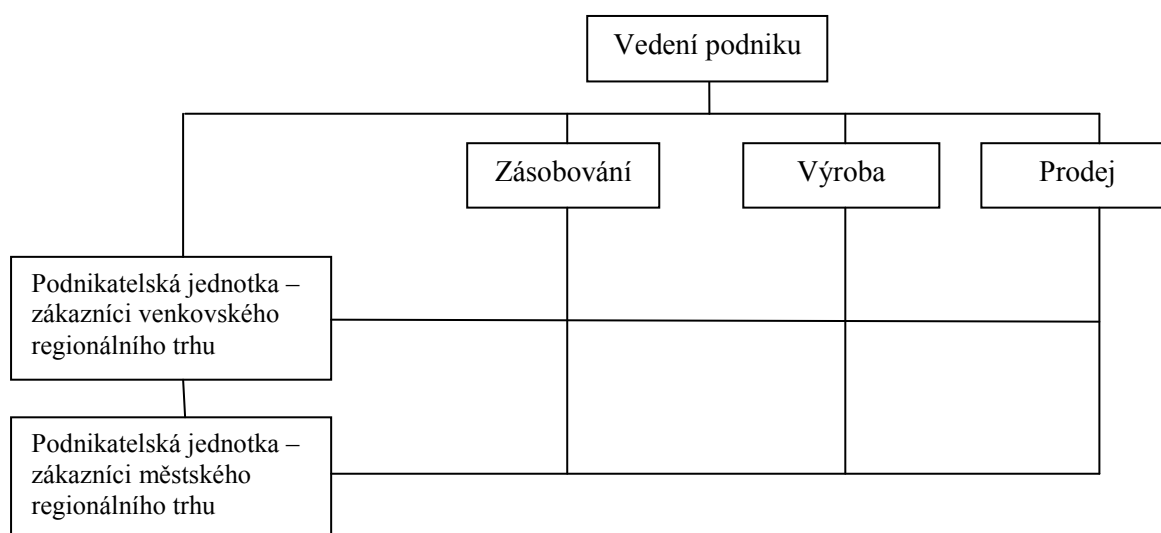 Vedení podniku
Zásobování
Výroba
Prodej
Podnikatelská jednotka –
zákazníci venkovského
regionálního trhu
Podnikatelská jednotka –
zákazníci městského
regionálního trhu